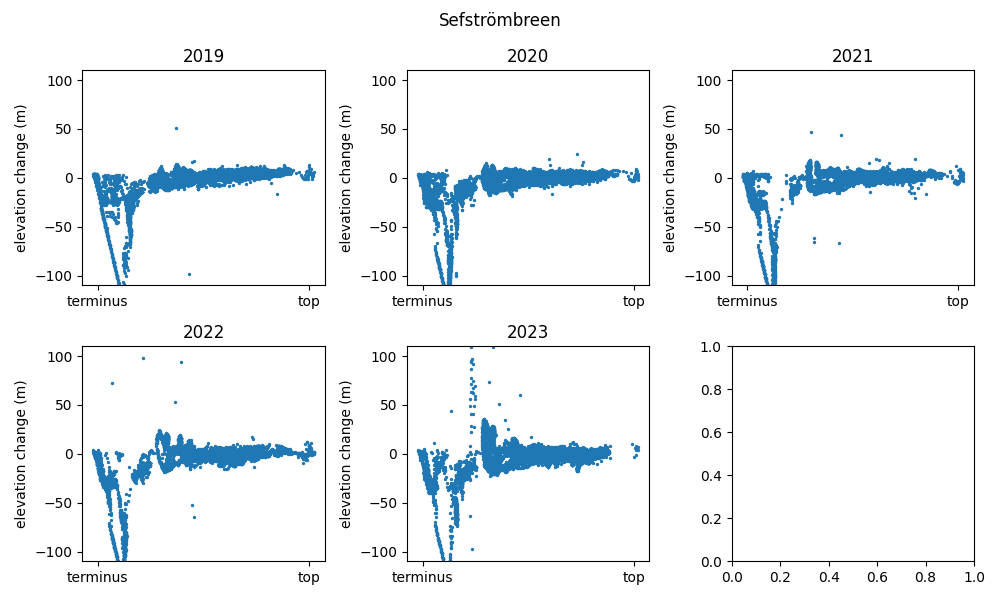 Sefströmbreen
2019
2020
2021
100
50
0
−50
−100
elevation change (m)
terminus
top
100
50
0
−50
−100
elevation change (m)
terminus
top
100
50
0
−50
−100
elevation change (m)
terminus
top
2022
2023
100
50
0
−50
−100
elevation change (m)
terminus
top
100
50
0
−50
−100
elevation change (m)
terminus
top
1.0
0.8
0.6
0.4
0.2
0.0
0.0 0.2 0.4 0.6 0.8 1.0